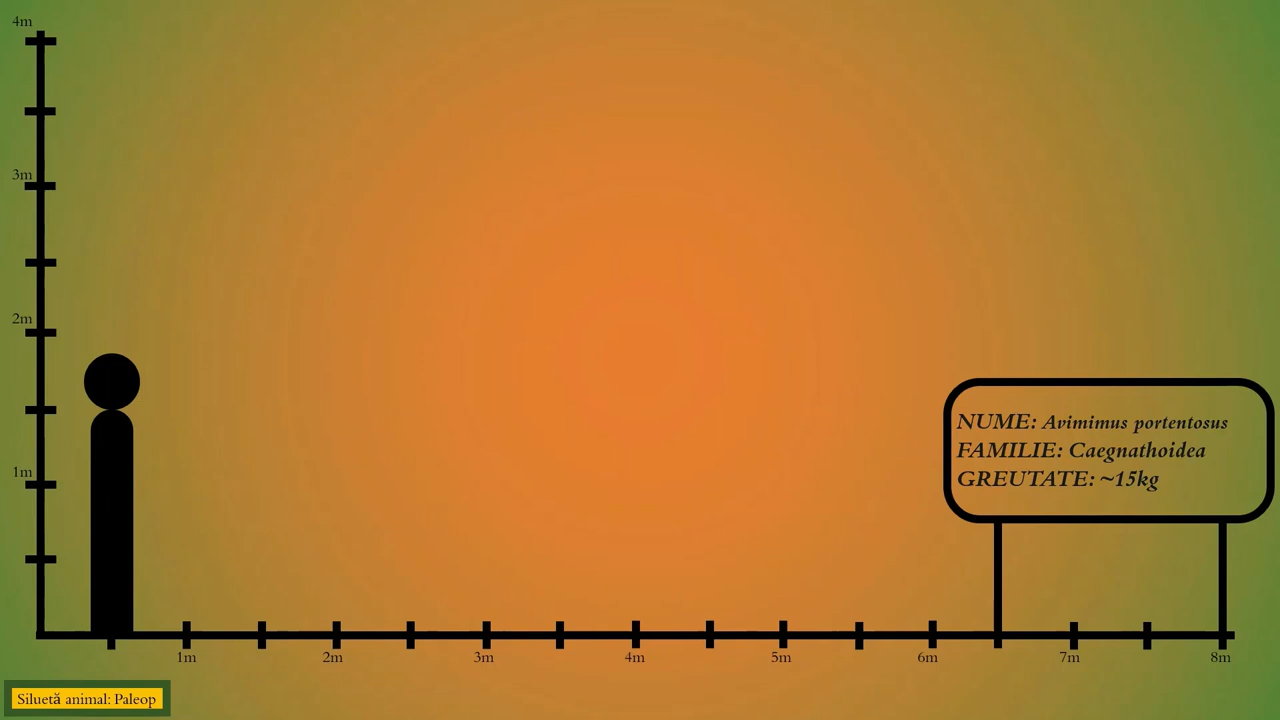 4m
3m
2m
1m
NUME: Avimimus portentosus
FAMILIE: Caegnathoidea
GREUTATE: ~15kg
1m 2m 3m 4m 5m 6m 7m 8m
Siluetă animal: Paleop